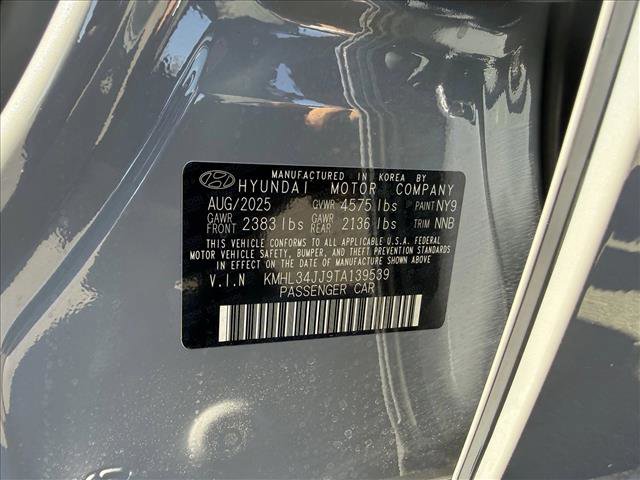 MANUFACTURED IN KOREA BY
HYUNDAI MOTOR COMPANY
AUG/2025 GVWR 4575 lbs PAINT NY9
GAWR FRONT 2383 lbs GAWR REAR 2136 lbs TRIM NNB
THIS VEHICLE CONFORMS TO ALL APPLICABLE U.S.A. FEDERAL
MOTOR VEHICLE SAFETY, BUMPER, AND THEFT PREVENTION
STANDARDS IN EFFECT ON THE DATE OF MANUFACTURE SHOWN ABOVE.
V.I.N KMHL34JJ9TA139539
PASSENGER CAR